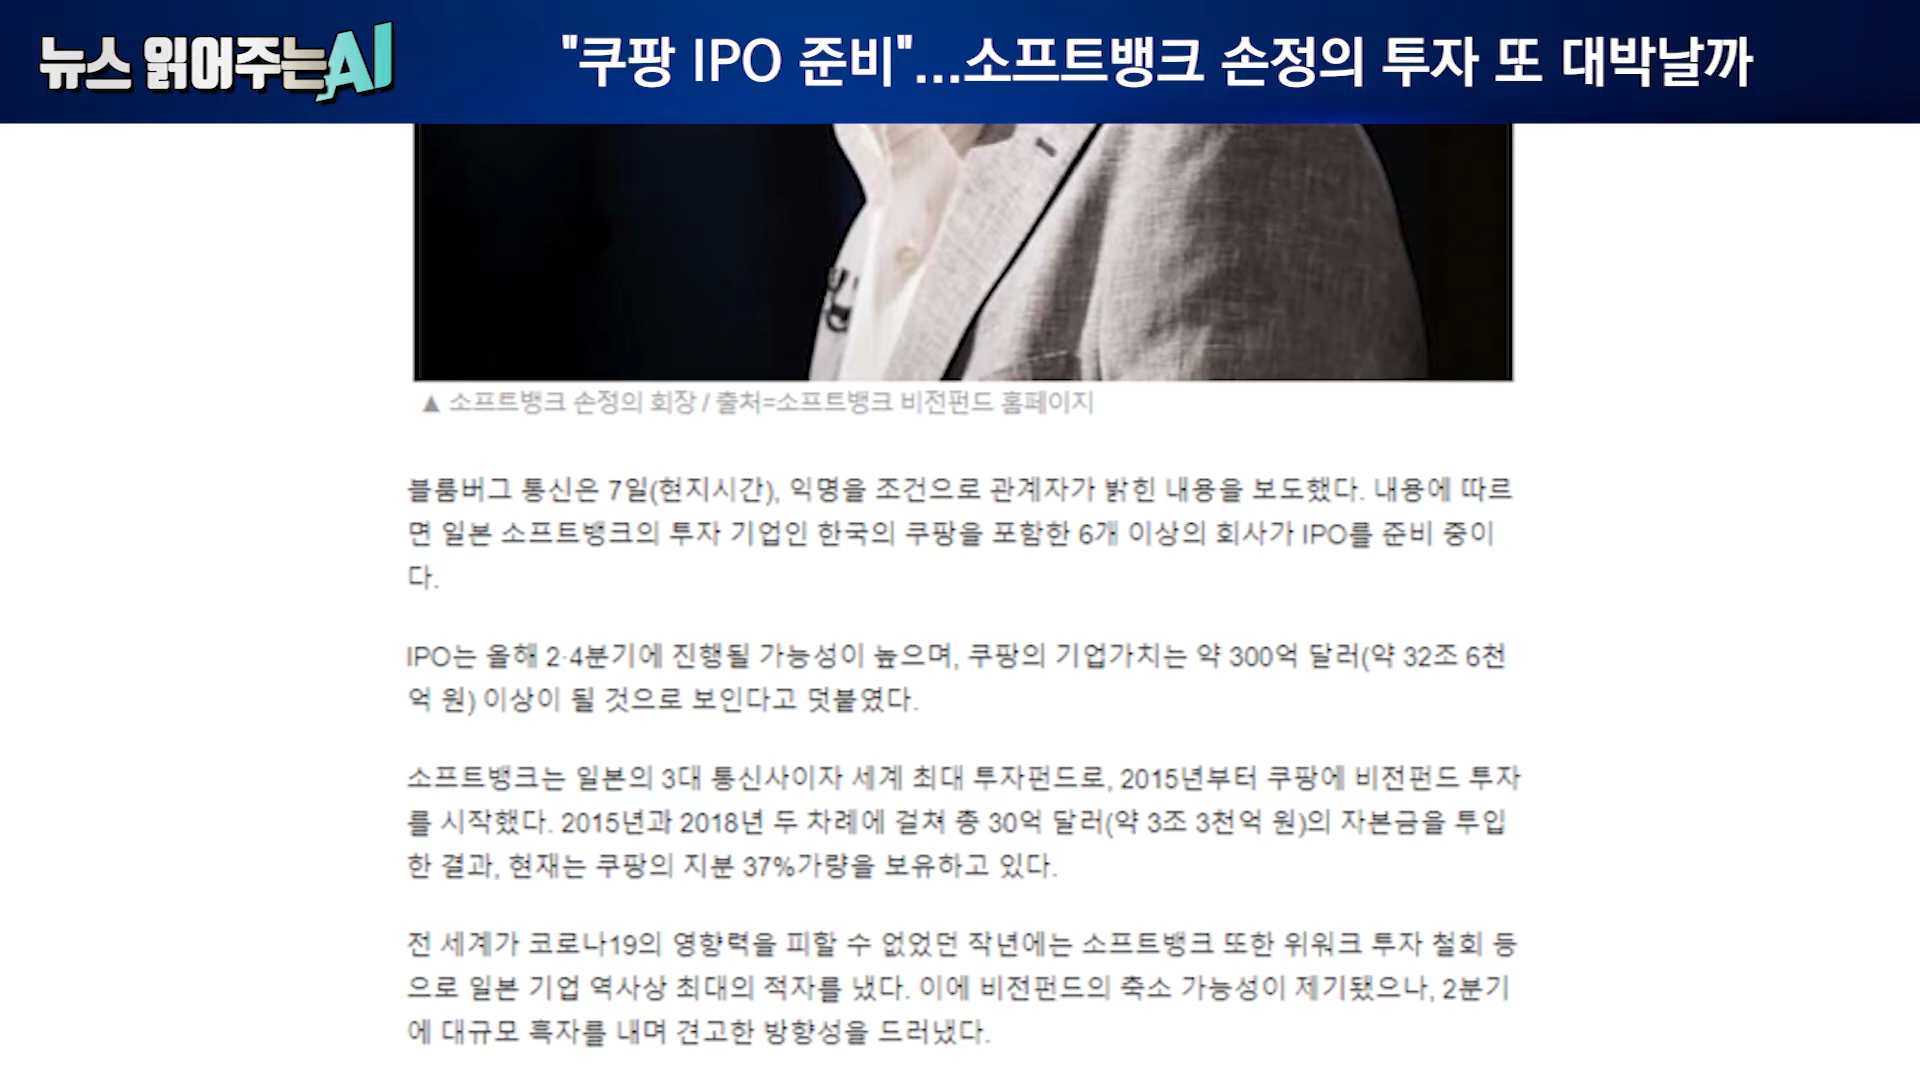 뉴스 읽어주는AI
"쿠팡 IPO 준비"...소프트뱅크 손정의 투자 또 대박날까
▲ 소프트뱅크 손정의 회장 / 출처=소프트뱅크 비전펀드 홈페이지
블룸버그 통신은 7일(현지시간), 익명을 조건으로 관계자가 밝힌 내용을 보도했다. 내용에 따르
면 일본 소프트뱅크의 투자 기업인 한국의 쿠팡을 포함한 6개 이상의 회사가 IPO를 준비 중이
다.
IPO는 올해 2·4분기에 진행될 가능성이 높으며, 쿠팡의 기업가치는 약 300억 달러(약 32조 6천
억 원) 이상이 될 것으로 보인다고 덧붙였다.
소프트뱅크는 일본의 3대 통신사이자 세계 최대 투자펀드로, 2015년부터 쿠팡에 비전펀드 투자
를 시작했다. 2015년과 2018년 두 차례에 걸쳐 총 30억 달러(약 3조 3천억 원)의 자본금을 투입
한 결과, 현재는 쿠팡의 지분 37%가량을 보유하고 있다.
전 세계가 코로나19의 영향력을 피할 수 없었던 작년에는 소프트뱅크 또한 위워크 투자 철회 등
으로 일본 기업 역사상 최대의 적자를 냈다. 이에 비전펀드의 축소 가능성이 제기됐으나, 2분기
에 대규모 흑자를 내며 견고한 방향성을 드러냈다.